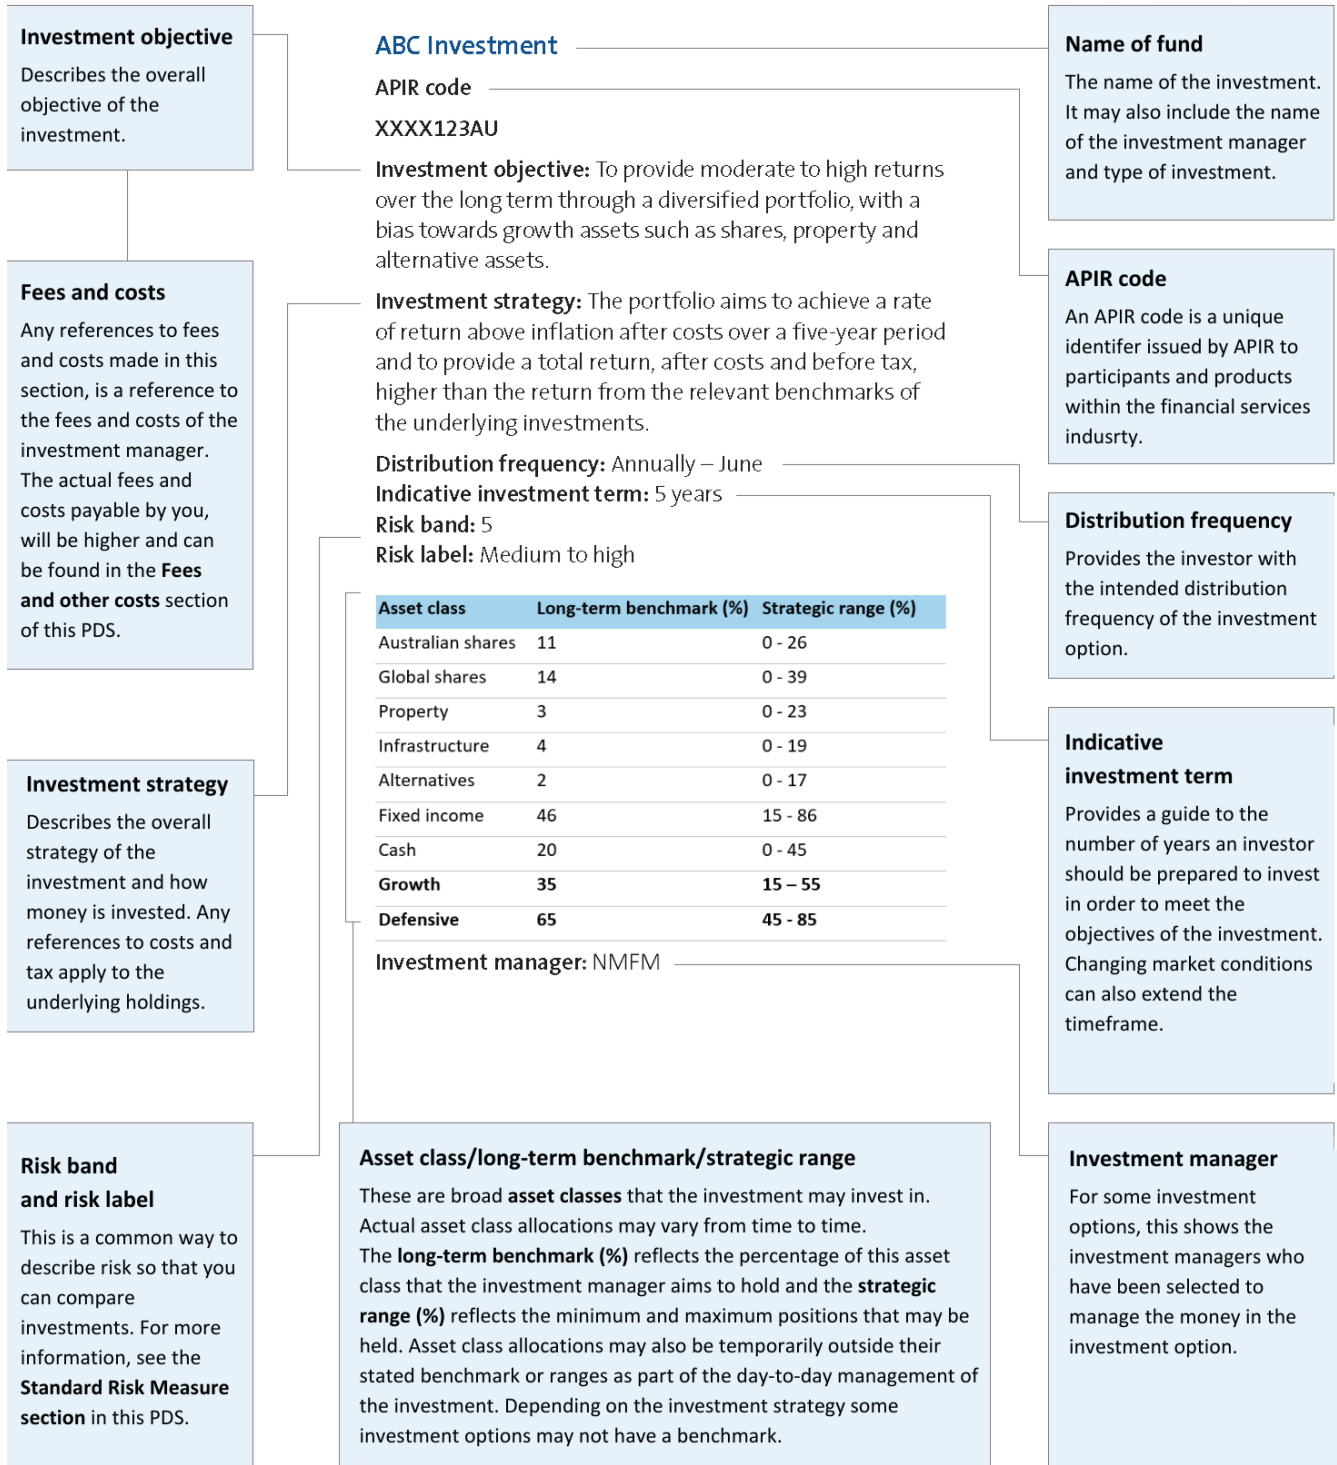 Investment objective
Describes the overall
objective of the
investment.
Fees and costs
Any references to fees
and costs made in this
section, is a reference to
the fees and costs of the
investment manager.
The actual fees and
costs payable by you,
will be higher and can
be found in the Fees
and other costs section
of this PDS.
Investment strategy
Describes the overall
strategy of the
investment and how
money is invested. Any
references to costs and
tax apply to the
underlying holdings.
Risk band
and risk label
This is a common way to
describe risk so that you
can compare
investments. For more
information, see the
Standard Risk Measure
section in this PDS.
ABC Investment
APIR code
XXXX123AU
Investment objective: To provide moderate to high returns
over the long term through a diversified portfolio, with a
bias towards growth assets such as shares, property and
alternative assets.
Investment strategy: The portfolio aims to achieve a rate
of return above inflation after costs over a five-year period
and to provide a total return, after costs and before tax,
higher than the return from the relevant benchmarks of
the underlying investments.
Distribution frequency: Annually – June
Indicative investment term: 5 years
Risk band: 5
Risk label: Medium to high
Asset class Long-term benchmark (%) Strategic range (%)
Australian shares 11 0 - 26
Global shares 14 0 - 39
Property 3 0 - 23
Infrastructure 4 0 - 19
Alternatives 2 0 - 17
Fixed income 46 15 - 86
Cash 20 0 - 45
Growth 35 15 – 55
Defensive 65 45 - 85
Investment manager: NMFM
Asset class/long-term benchmark/strategic range
These are broad asset classes that the investment may invest in.
Actual asset class allocations may vary from time to time.
The long-term benchmark (%) reflects the percentage of this asset
class that the investment manager aims to hold and the strategic
range (%) reflects the minimum and maximum positions that may be
held. Asset class allocations may also be temporarily outside their
stated benchmark or ranges as part of the day-to-day management of
the investment. Depending on the investment strategy some
investment options may not have a benchmark.
Name of fund
The name of the investment.
It may also include the name
of the investment manager
and type of investment.
APIR code
An APIR code is a unique
identifer issued by APIR to
participants and products
within the financial services
indusrty.
Distribution frequency
Provides the investor with
the intended distribution
frequency of the investment
option.
Indicative
investment term
Provides a guide to the
number of years an investor
should be prepared to invest
in order to meet the
objectives of the investment.
Changing market conditions
can also extend the
timeframe.
Investment manager
For some investment
options, this shows the
investment managers who
have been selected to
manage the money in the
investment option.